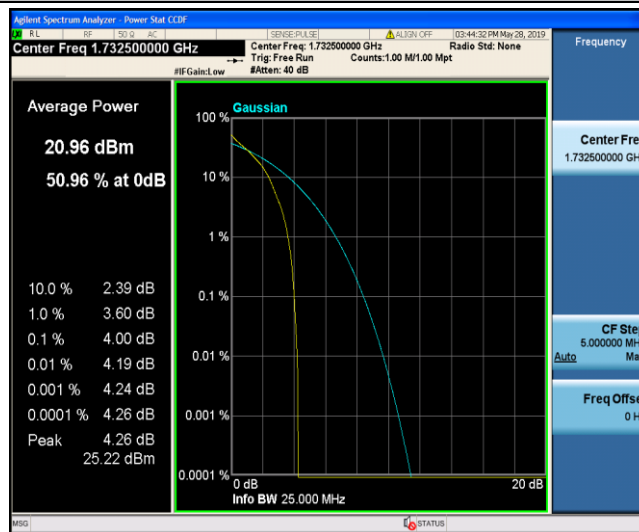 Agilent Spectrum Analyzer - Power Stat CCDF
RL RF 50 Ω AC SENSE:PULSE ALIGN OFF 03:44:32 PM May 28, 2019
Center Freq 1.732500000 GHz
Center Freq: 1.732500000 GHz Radio Std: None
Trig: Free Run Counts:1.00 M/1.00 Mpt
#IFGain:Low #Atten: 40 dB
Frequency
Average Power
20.96 dBm
50.96 % at 0dB
10.0 % 2.39 dB
1.0 % 3.60 dB
0.1 % 4.00 dB
0.01 % 4.19 dB
0.001 % 4.24 dB
0.0001 % 4.26 dB
Peak 4.26 dB
25.22 dBm
Gaussian
100 %
10 %
1 %
0.1 %
0.01 %
0.001 %
0.0001 %
0 dB 20 dB
Info BW 25.000 MHz
Center Fre
1.732500000 GH
CF Ste
5.000000 MH
Auto Ma
Freq Offse
0 H
MSG STATUS